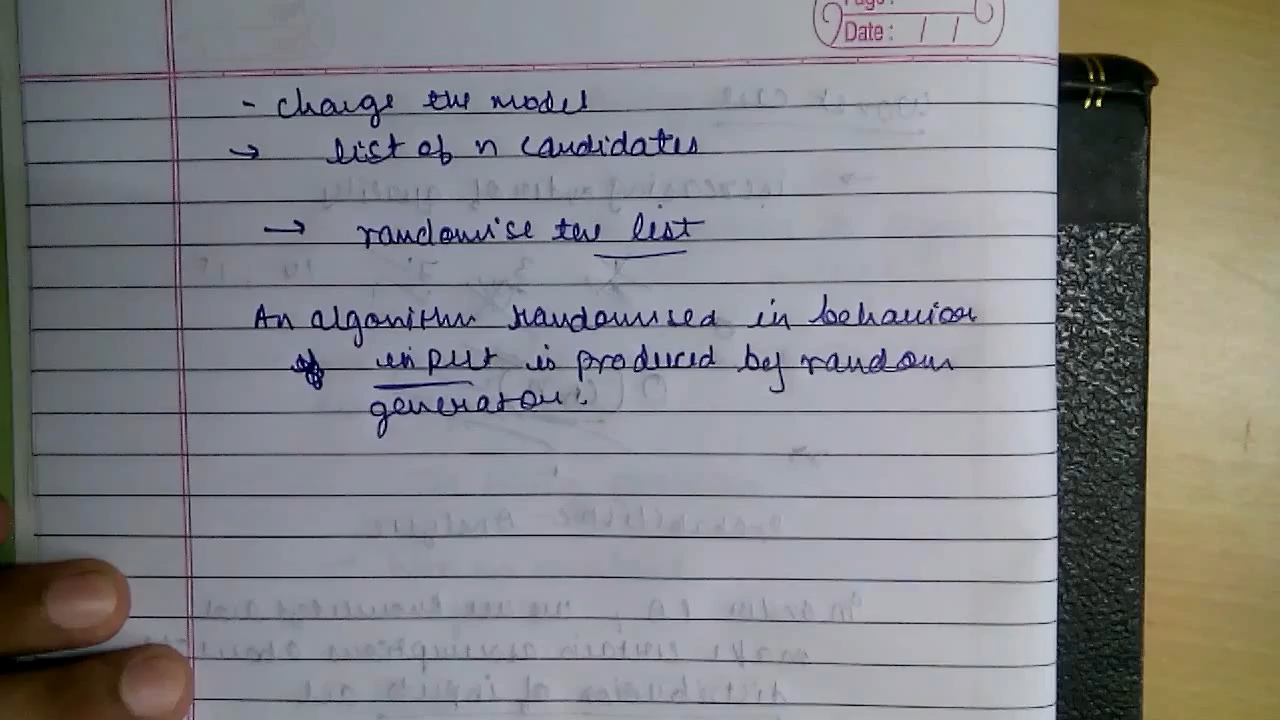 Date : / /
- change the model
→ list of n candidates
→ randomise the list
An algorithm randomised in behaviour
input is produced by random
generator.